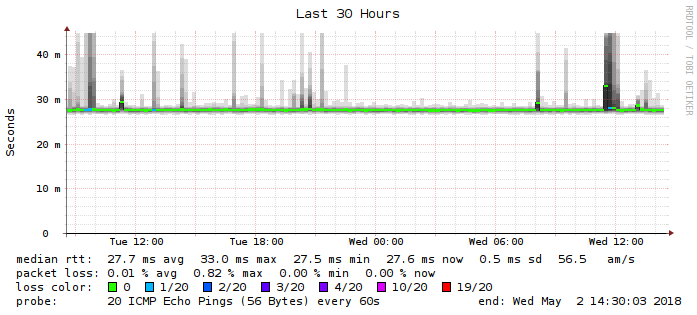 Last 30 Hours
RRDTOOL / TOBI OETIKER
Seconds
40 m
30 m
20 m
10 m
0
Tue 12:00 Tue 18:00 Wed 00:00 Wed 06:00 Wed 12:00
median rtt: 27.7 ms avg 33.0 ms max 27.5 ms min 27.6 ms now 0.5 ms sd 56.5 am/s
packet loss: 0.01 % avg 0.82 % max 0.00 % min 0.00 % now
loss color: 0 1/20 2/20 3/20 4/20 10/20 19/20
probe: 20 ICMP Echo Pings (56 Bytes) every 60s end: Wed May 2 14:30:03 2018